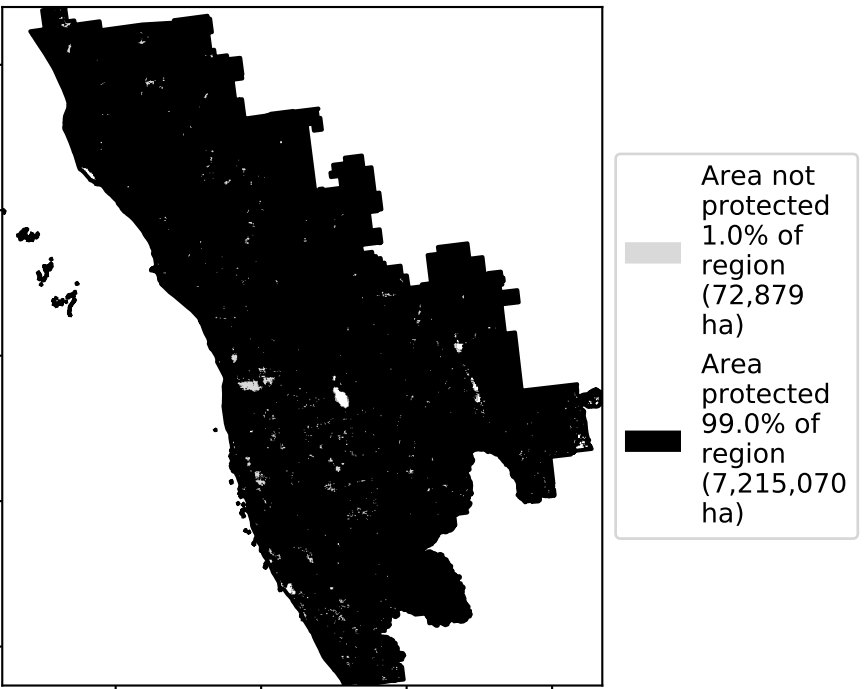 Area not
protected
1.0% of
region
(72,879
ha)
Area
protected
99.0% of
region
(7,215,070
ha)